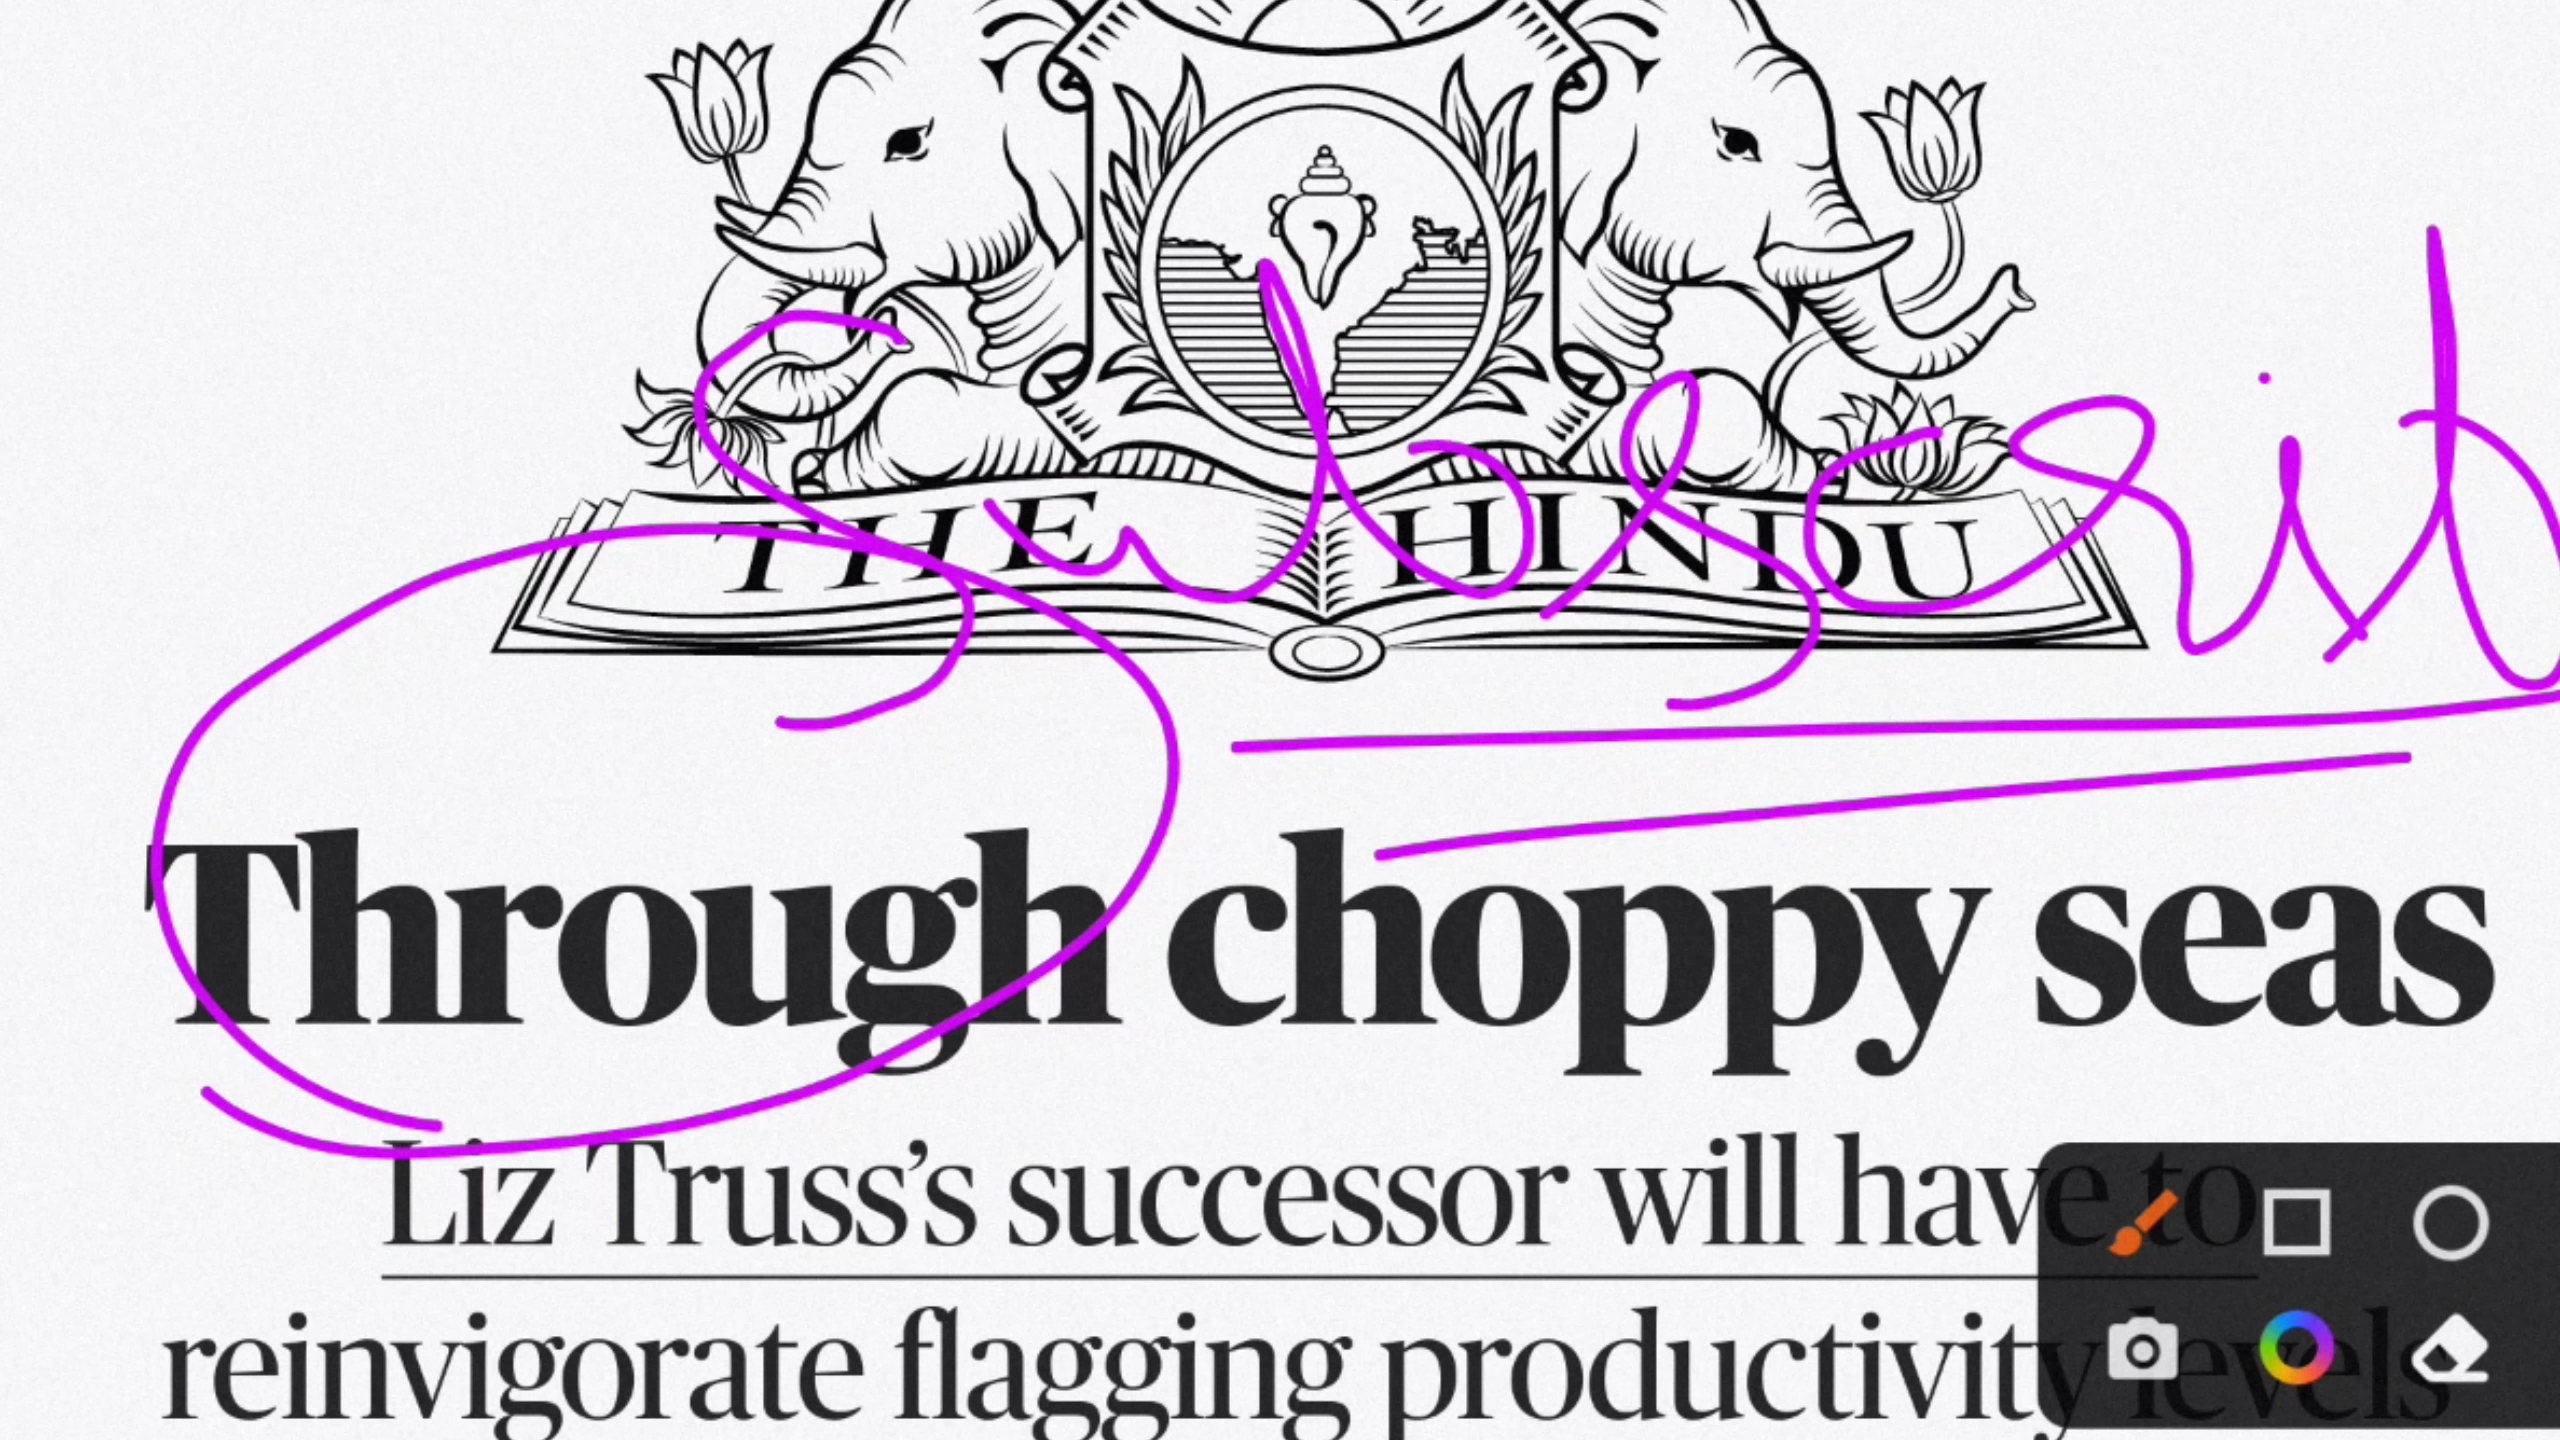 THE HINDU
Through choppy seas
Liz Truss's successor will have to
reinvigorate flagging productivity levels